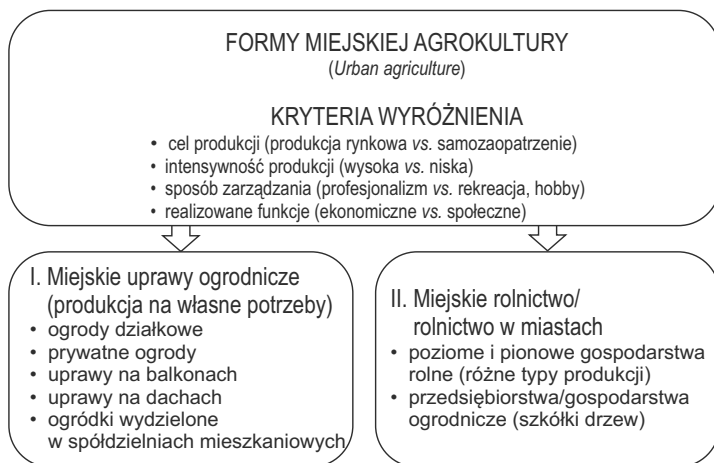 FORMY MIEJSKIEJ AGROKULTURY
(Urban agriculture)
KRYTERIA WYRÓŻNIENIA
• cel produkcji (produkcja rynkowa vs. samozaopatrzenie)
• intensywność produkcji (wysoka vs. niska)
• sposób zarządzania (profesjonalizm vs. rekreacja, hobby)
• realizowane funkcje (ekonomiczne vs. społeczne)
I. Miejskie uprawy ogrodnicze
(produkcja na własne potrzeby)
• ogrody działkowe
• prywatne ogrody
• uprawy na balkonach
• uprawy na dachach
• ogródki wydzielone
w spółdzielniach mieszkaniowych
II. Miejskie rolnictwo/
rolnictwo w miastach
• poziome i pionowe gospodarstwa
rolne (różne typy produkcji)
• przedsiębiorstwa/gospodarstwa
ogrodnicze (szkółki drzew)